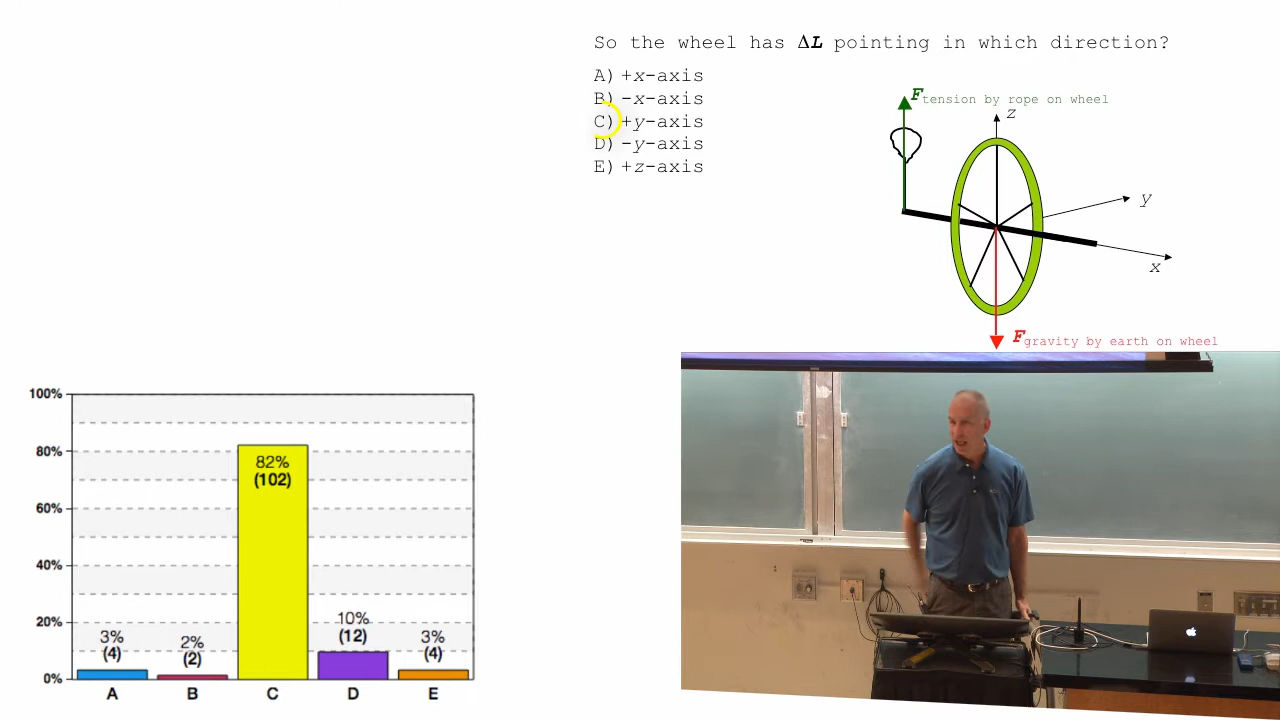 So the wheel has ΔL pointing in which direction?
A) +x-axis
B) -x-axis
C) +y-axis
D) -y-axis
E) +z-axis
Ftension by rope on wheel
z
y
x
Fgravity by earth on wheel
100%
80%
60%
40%
20%
0%
3%
(4)
2%
(2)
82%
(102)
10%
(12)
3%
(4)
A B C D E